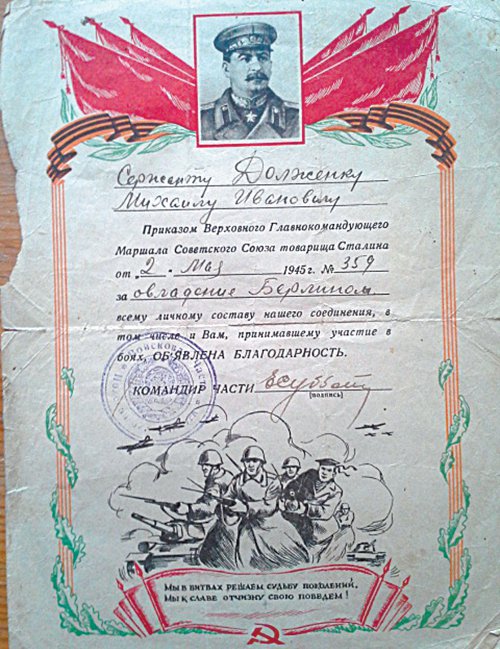 Сержанту Долженку
Михаилу Ивановичу
Приказом Верховного Главнокомандующего
Маршала Советского Союза товарища Сталина
от „2 “ Мая 1945 г. № 359
за овладение Берлином
всему личному составу нашего соединения, в
том числе и Вам, принимавшему участие в
боях, ОБ'ЯВЛЕНА БЛАГОДАРНОСТЬ.
КОМАНДИР ЧАСТИ
[подпись]
Мы в битвах решаем судьбу поколений,
Мы к славе отчизну свою поведем!